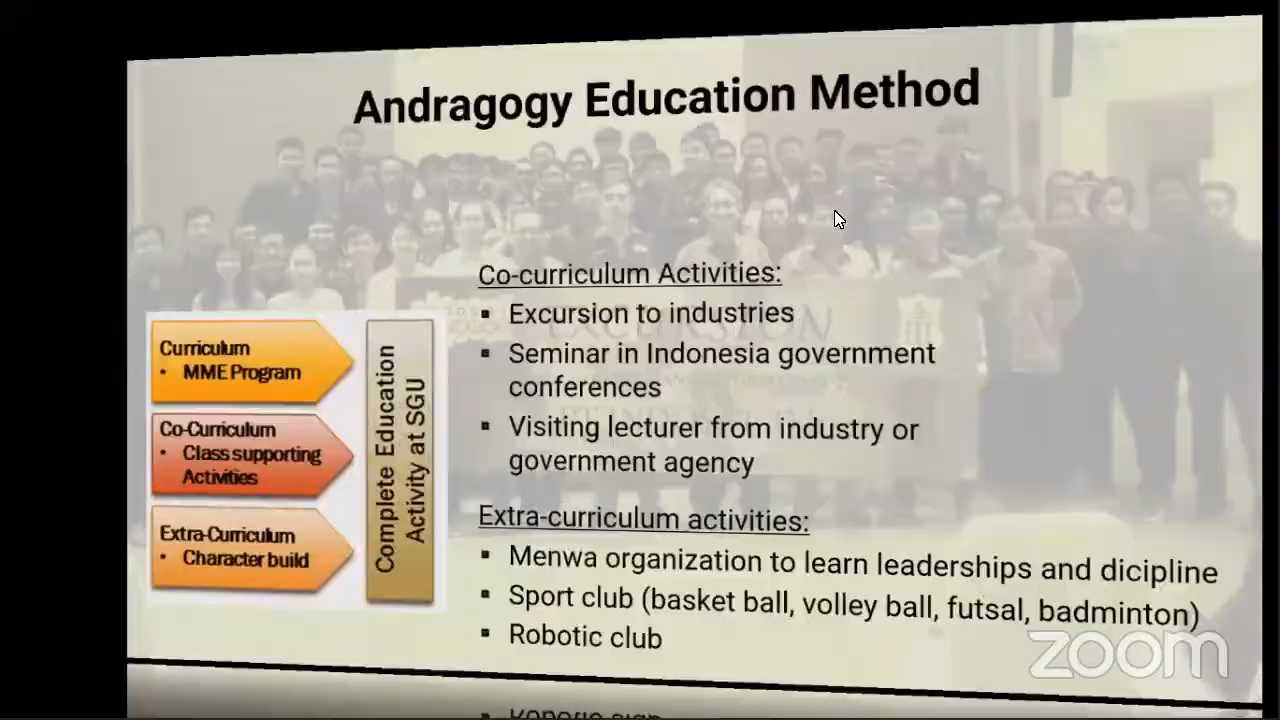 Andragogy Education Method
Curriculum
• MME Program
Co-Curriculum
• Class supporting
Activities
Extra-Curriculum
• Character build
Complete Education
Activity at SGU
Co-curriculum Activities:
▪ Excursion to industries
▪ Seminar in Indonesia government
conferences
▪ Visiting lecturer from industry or
government agency
Extra-curriculum activities:
▪ Menwa organization to learn leaderships and dicipline
▪ Sport club (basket ball, volley ball, futsal, badminton)
▪ Robotic club
zoom